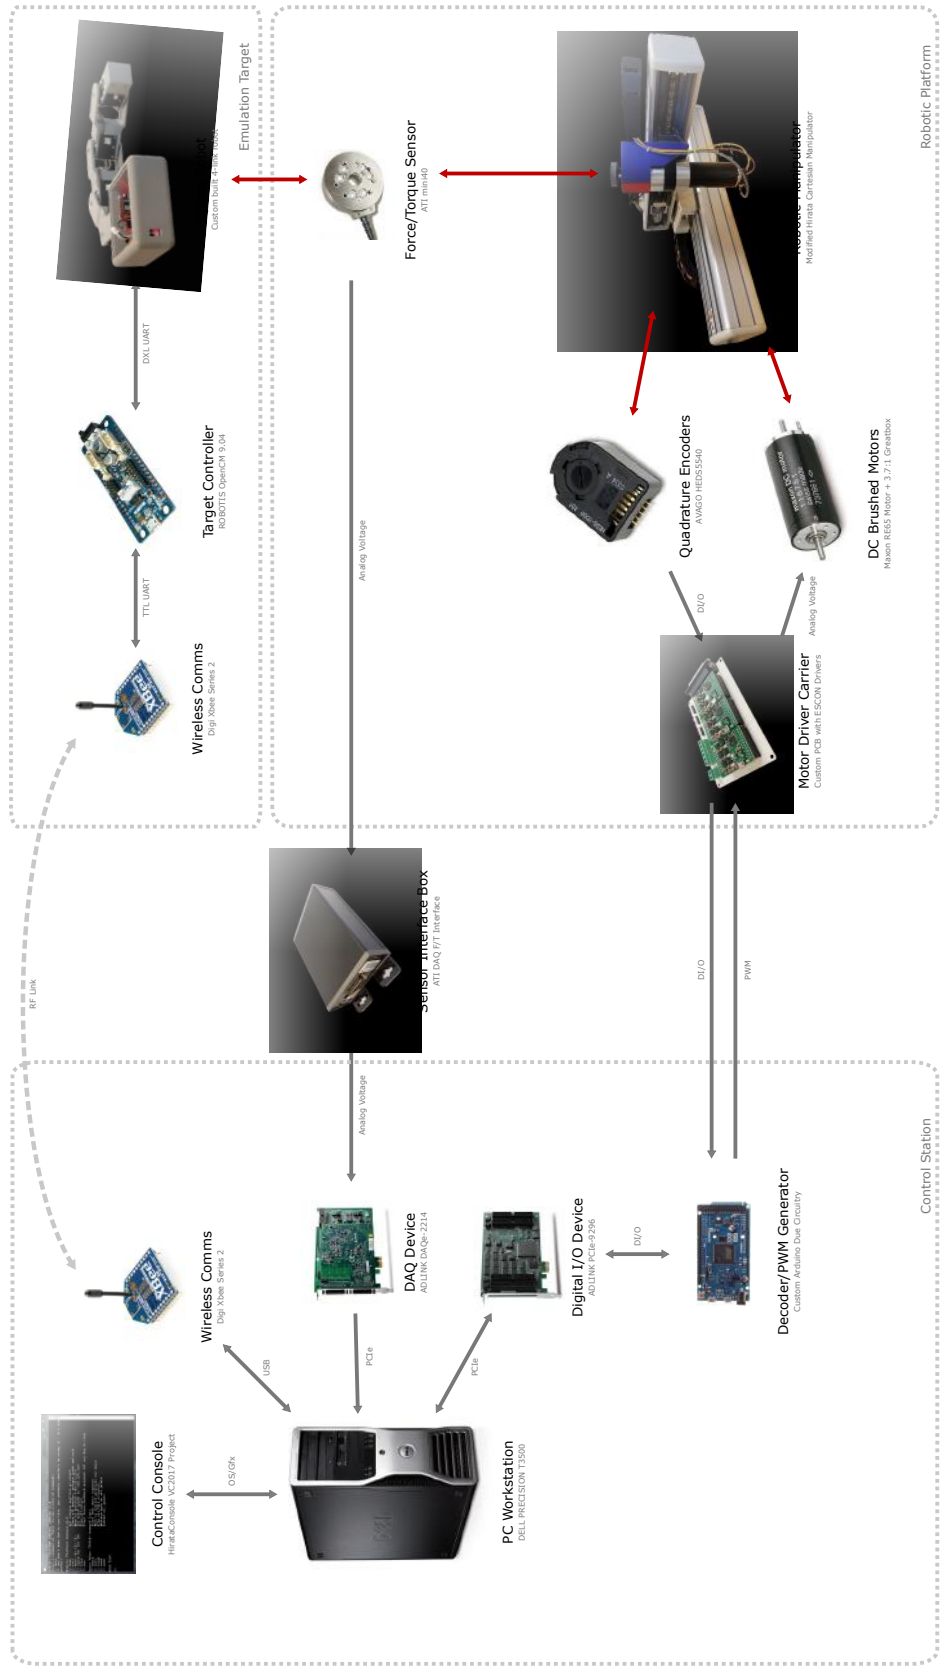 Control Station
Control Console
HirataConsole VC2017 Project
OS/Gfx
PC Workstation
DELL PRECISION T3500
USB
PCIe
PCIe
Wireless Comms
Digi Xbee Series 2
DAQ Device
ADLINK DAQe-2214
Digital I/O Device
ADLINK PCIe-9296
DI/O
Decoder/PWM Generator
Custom Arduino Due Circuitry
RF Link
Analog Voltage
Sensor Interface Box
ATI DAQ F/T Interface
DI/O
PWM
Emulation Target
Wireless Comms
Digi Xbee Series 2
TTL UART
Target Controller
ROBOTIS OpenCM 9.04
DXL UART
Custom built 4-link robot
Robotic Platform
Analog Voltage
Force/Torque Sensor
ATI mini40
Motor Driver Carrier
Custom PCB with ESCON Drivers
DI/O
Analog Voltage
Quadrature Encoders
AVAGO HEDS5540
DC Brushed Motors
Maxon RE65 Motor + 3.7:1 Greatbox
Robotic Manipulator
Modified Hirata Cartesian Manipulator